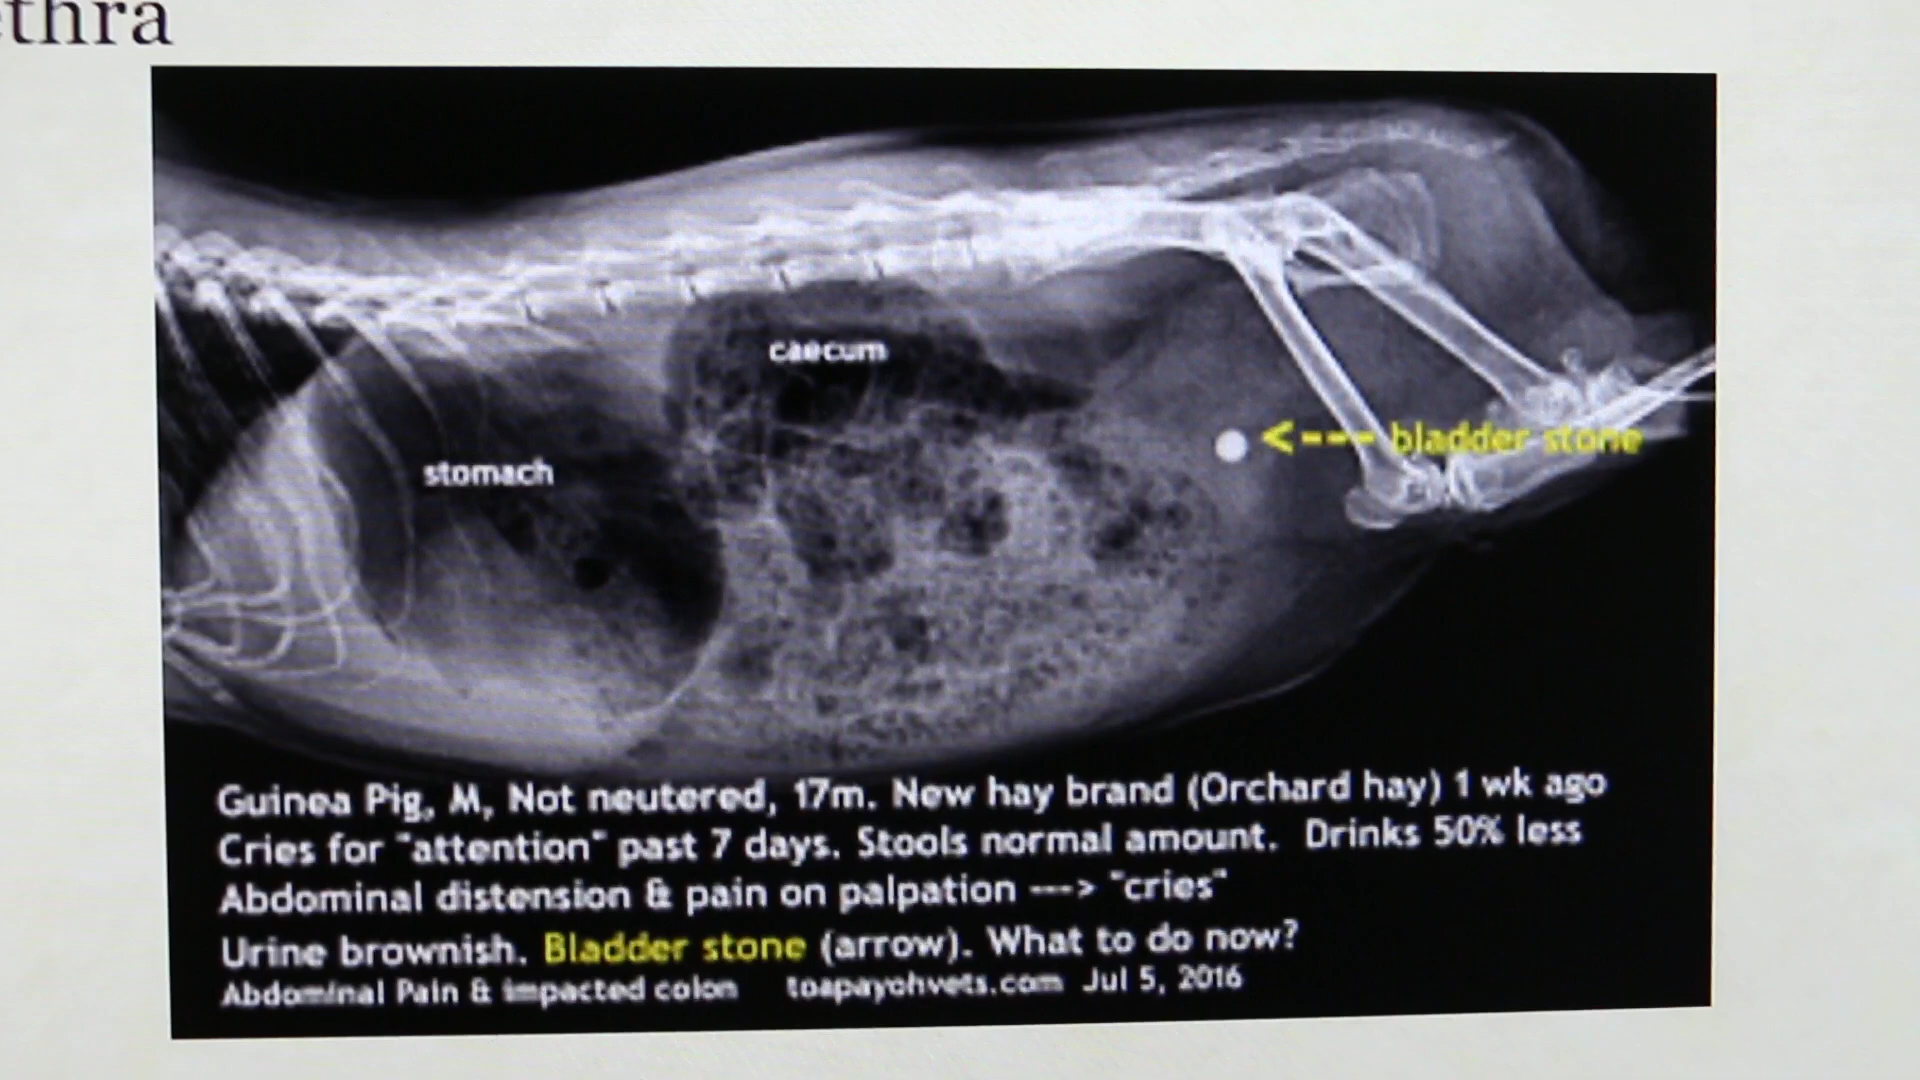 ethra
caecum
stomach
<--- bladder stone
Guinea Pig, M, Not neutered, 17m. New hay brand (Orchard hay) 1 wk ago
Cries for "attention" past 7 days. Stools normal amount. Drinks 50% less
Abdominal distension & pain on palpation ---> "cries"
Urine brownish. Bladder stone (arrow). What to do now?
Abdominal Pain & impacted colon toapayohvets.com Jul 5, 2016